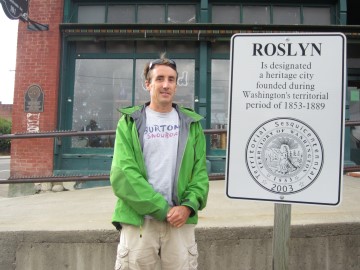 ROSLYN
Is designated
a heritage city
founded during
Washington's territorial
period of 1853-1889
Territorial Sesquicentennial
2003
BURTON